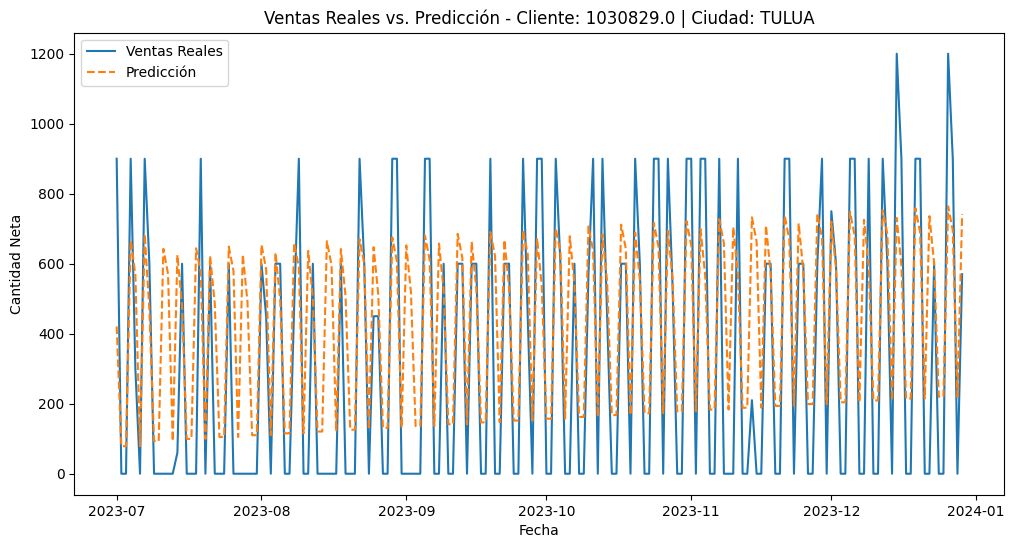 Ventas Reales vs. Predicción - Cliente: 1030829.0 | Ciudad: TULUA
Ventas Reales
Predicción
1200
1000
800
600
400
200
0
Cantidad Neta
2023-07
2023-08
2023-09
2023-10
2023-11
2023-12
2024-01
Fecha